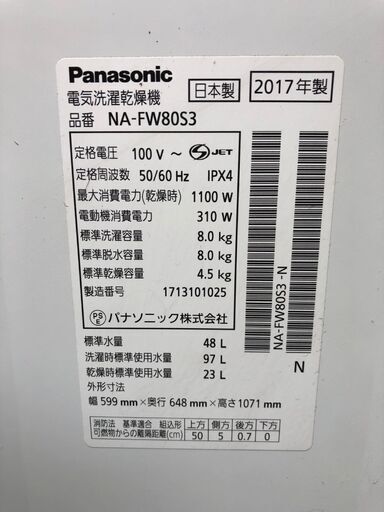 Panasonic
電気洗濯乾燥機 日本製 2017年製
品番 NA-FW80S3
定格電圧 100 V ～ S JET
定格周波数 50/60 Hz IPX4
最大消費電力(乾燥時) 1100 W
電動機消費電力 310 W
標準洗濯容量 8.0 kg
標準脱水容量 8.0 kg
標準乾燥容量 4.5 kg
製造番号 1713101025
PS E パナソニック株式会社
標準水量 48 L
洗濯時標準使用水量 97 L
乾燥時標準使用水量 23 L
外形寸法
幅 599 mm×奥行 648 mm×高さ1071 mm
消防法 基準適合 組込形 上方 側方 後方 下方
可燃物からの離隔距離(cm) 50 5 0.7 0
NA-FW80S3 -N
N